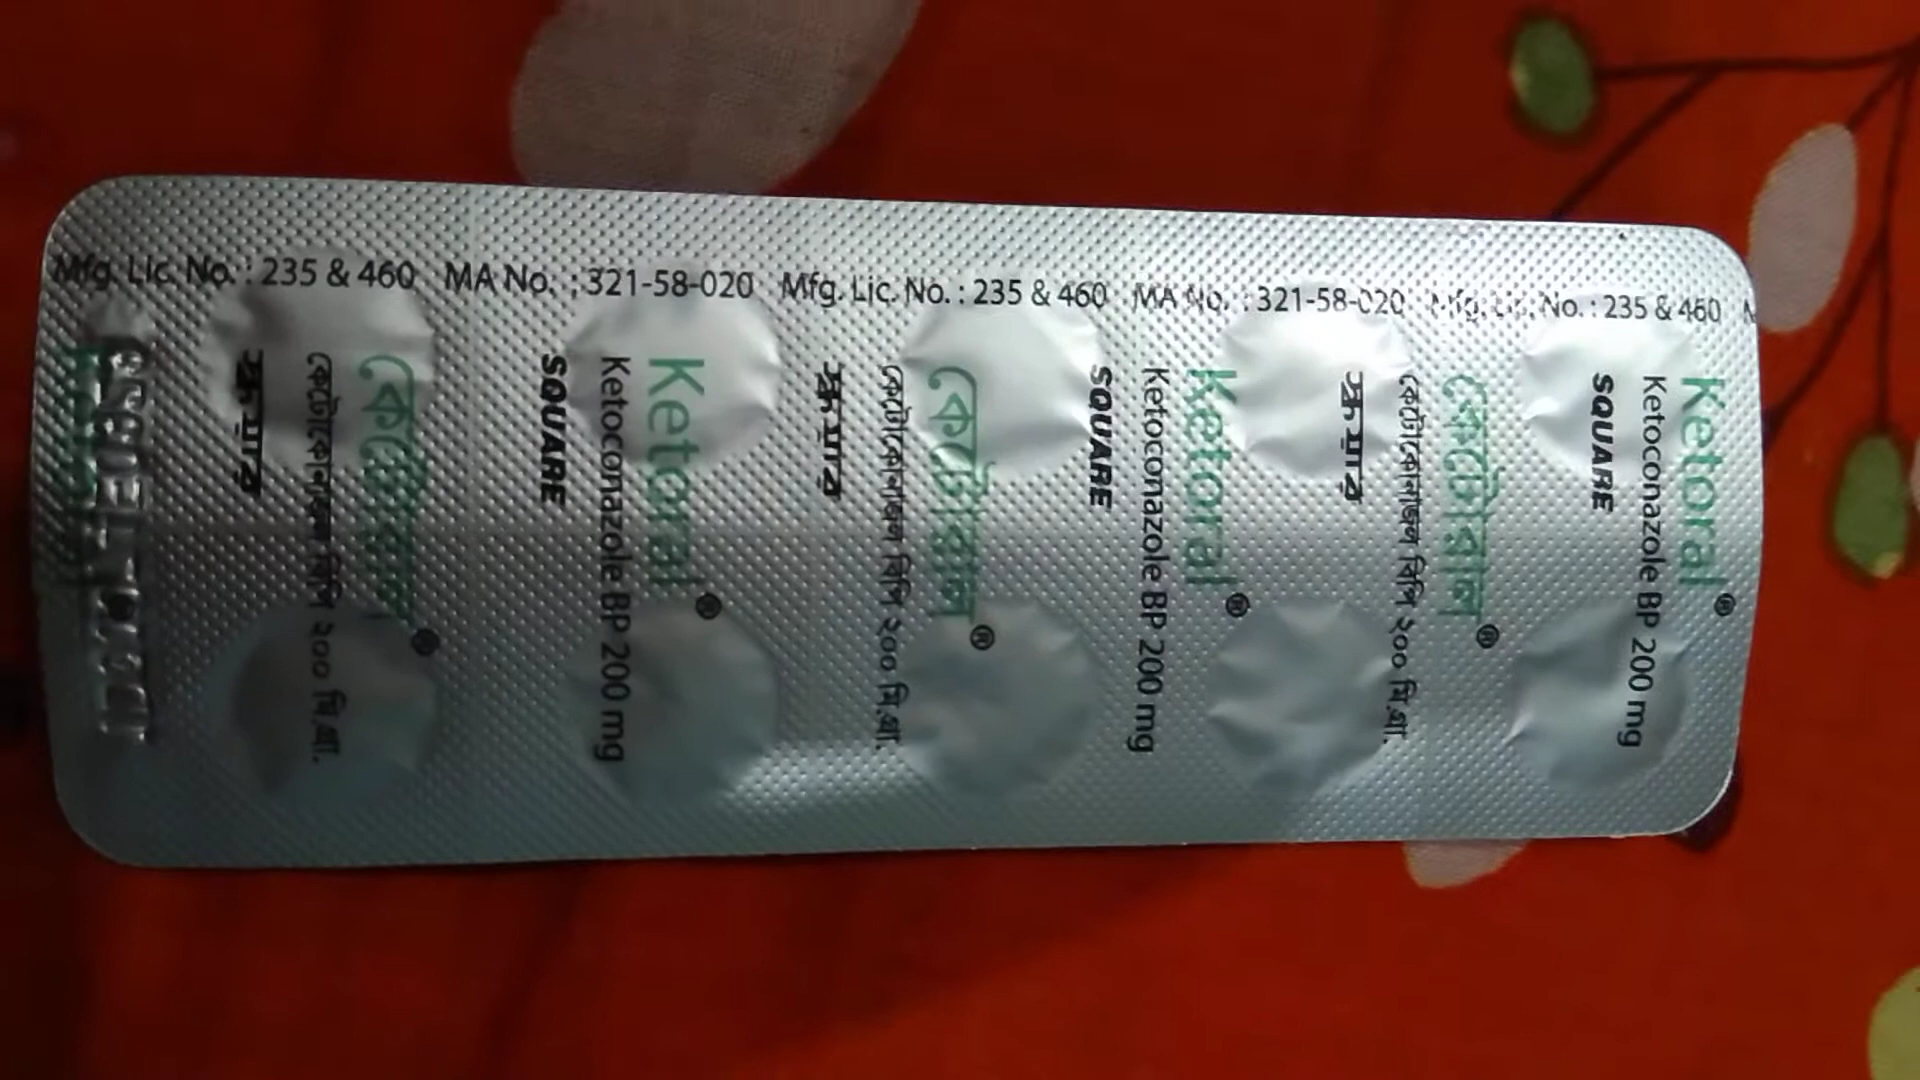 Mfg. Lic. No. : 235 & 460 MA No. : 321-58-020 Mfg. Lic. No. : 235 & 460 MA No. : 321-58-020 Mfg. Lic. No. : 235 & 460
Ketoral®
Ketoconazole BP 200 mg
SQUARE
কেটোরাল®
কেটোকোনাজল বিপি ২০০ মি.গ্রা.
স্কয়ার
Ketoral®
Ketoconazole BP 200 mg
SQUARE
কেটোরাল®
কেটোকোনাজল বিপি ২০০ মি.গ্রা.
স্কয়ার
Ketoral®
Ketoconazole BP 200 mg
SQUARE
কেটোরাল®
কেটোকোনাজল বিপি ২০০ মি.গ্রা.
স্কয়ার